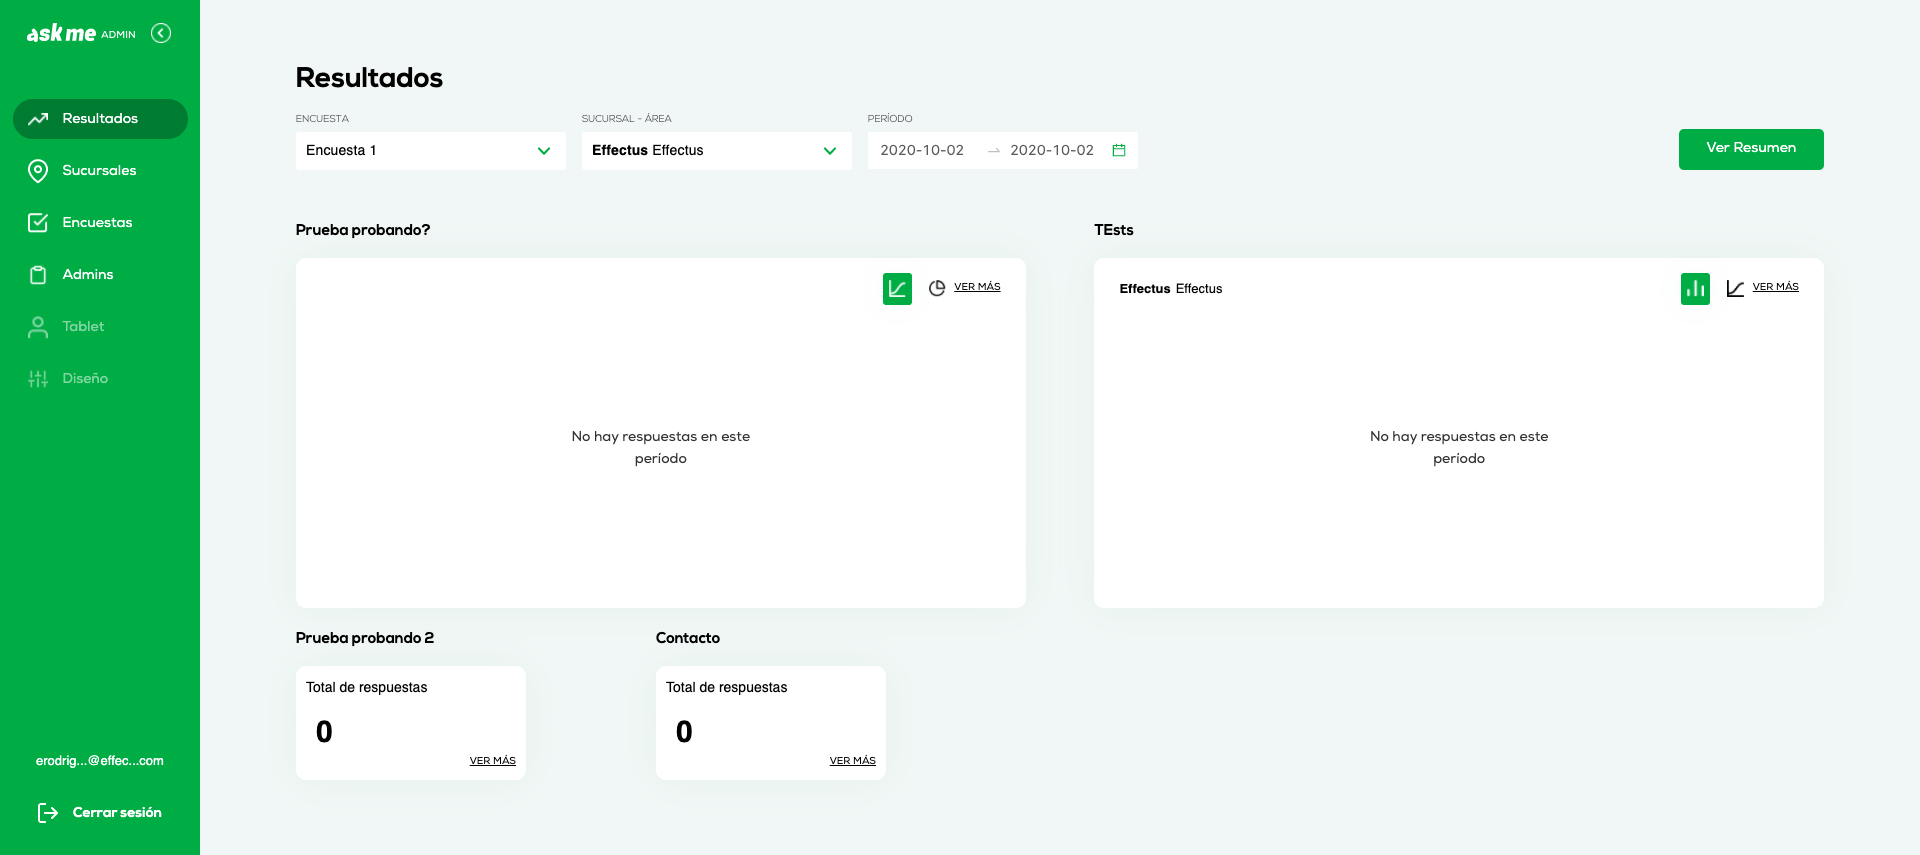 ask me ADMIN
Resultados
Sucursales
Encuestas
Admins
Tablet
Diseño
erodrig...@effec...com
Cerrar sesión
Resultados
ENCUESTA
Encuesta 1
SUCURSAL - ÁREA
Effectus Effectus
PERÍODO
2020-10-02 → 2020-10-02
Ver Resumen
Prueba probando?
VER MÁS
No hay respuestas en este
período
TEsts
Effectus Effectus
VER MÁS
No hay respuestas en este
período
Prueba probando 2
Total de respuestas
0
VER MÁS
Contacto
Total de respuestas
0
VER MÁS